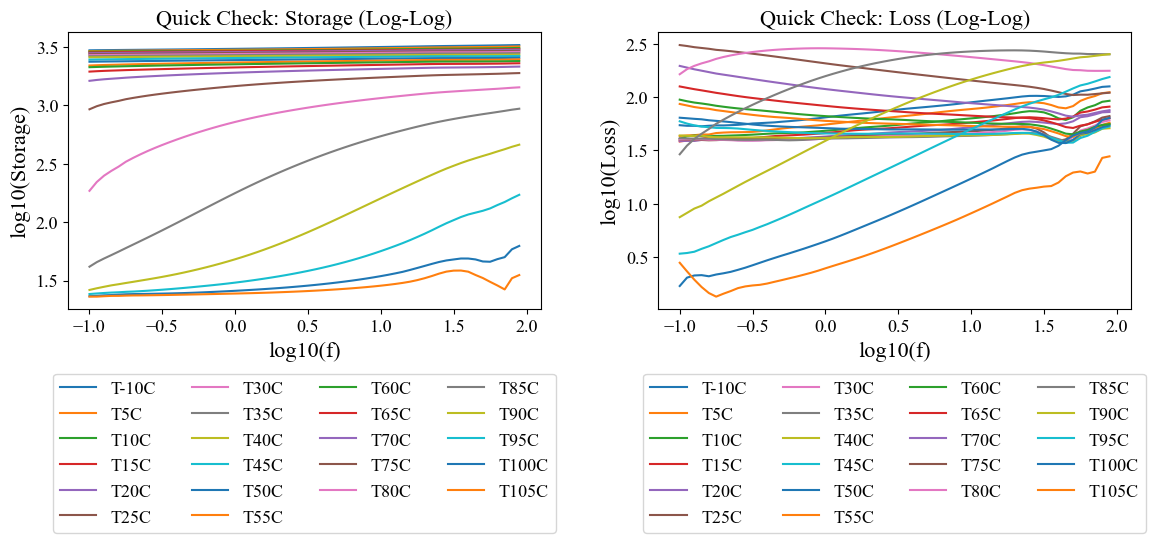 Quick Check: Storage (Log-Log)
3.5
3.0
2.5
2.0
1.5
log10(Storage)
−1.0 −0.5 0.0 0.5 1.0 1.5 2.0
log10(f)
T-10C T30C T60C T85C
T5C T35C T65C T90C
T10C T40C T70C T95C
T15C T45C T75C T100C
T20C T50C T80C T105C
T25C T55C
Quick Check: Loss (Log-Log)
2.5
2.0
1.5
1.0
0.5
log10(Loss)
−1.0 −0.5 0.0 0.5 1.0 1.5 2.0
log10(f)
T-10C T30C T60C T85C
T5C T35C T65C T90C
T10C T40C T70C T95C
T15C T45C T75C T100C
T20C T50C T80C T105C
T25C T55C